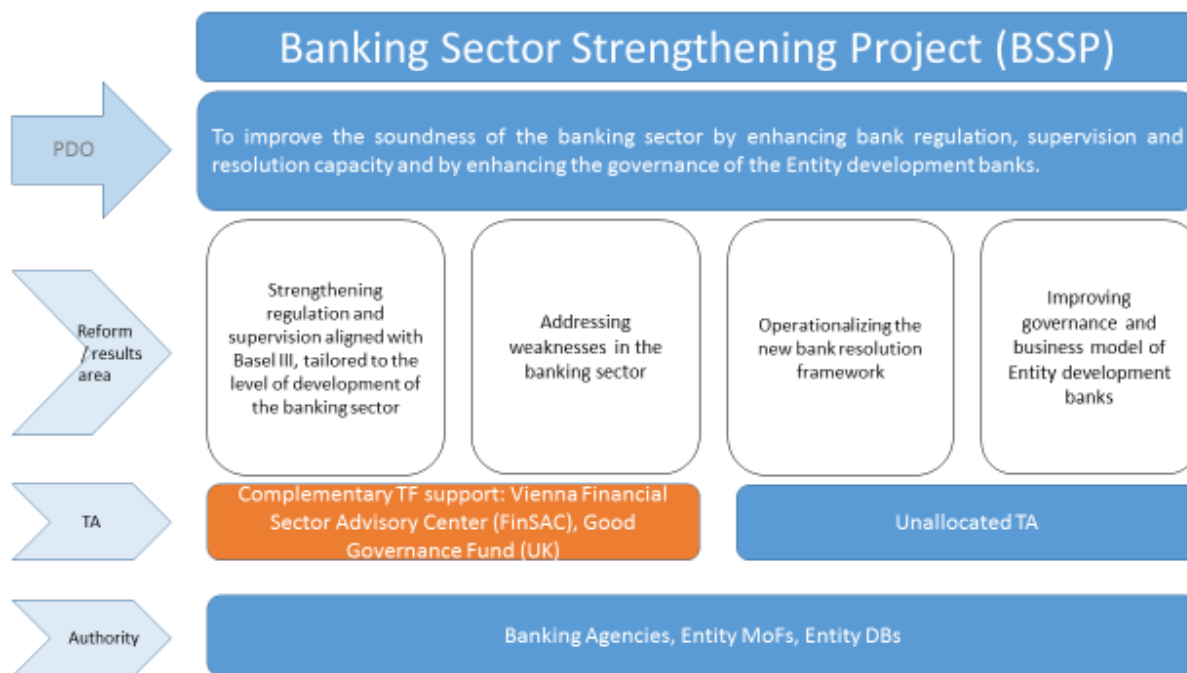 Banking Sector Strengthening Project (BSSP)
PDO
To improve the soundness of the banking sector by enhancing bank regulation, supervision and
resolution capacity and by enhancing the governance of the Entity development banks.
Reform
/ results
area
Strengthening
regulation and
supervision aligned with
Basel III, tailored to the
level of development of
the banking sector
Addressing
weaknesses in the
banking sector
Operationalizing the
new bank resolution
framework
Improving
governance and
business model of
Entity development
banks
TA
Complementary TF support: Vienna Financial
Sector Advisory Center (FinSAC), Good
Governance Fund (UK)
Unallocated TA
Authority
Banking Agencies, Entity MoFs, Entity DBs